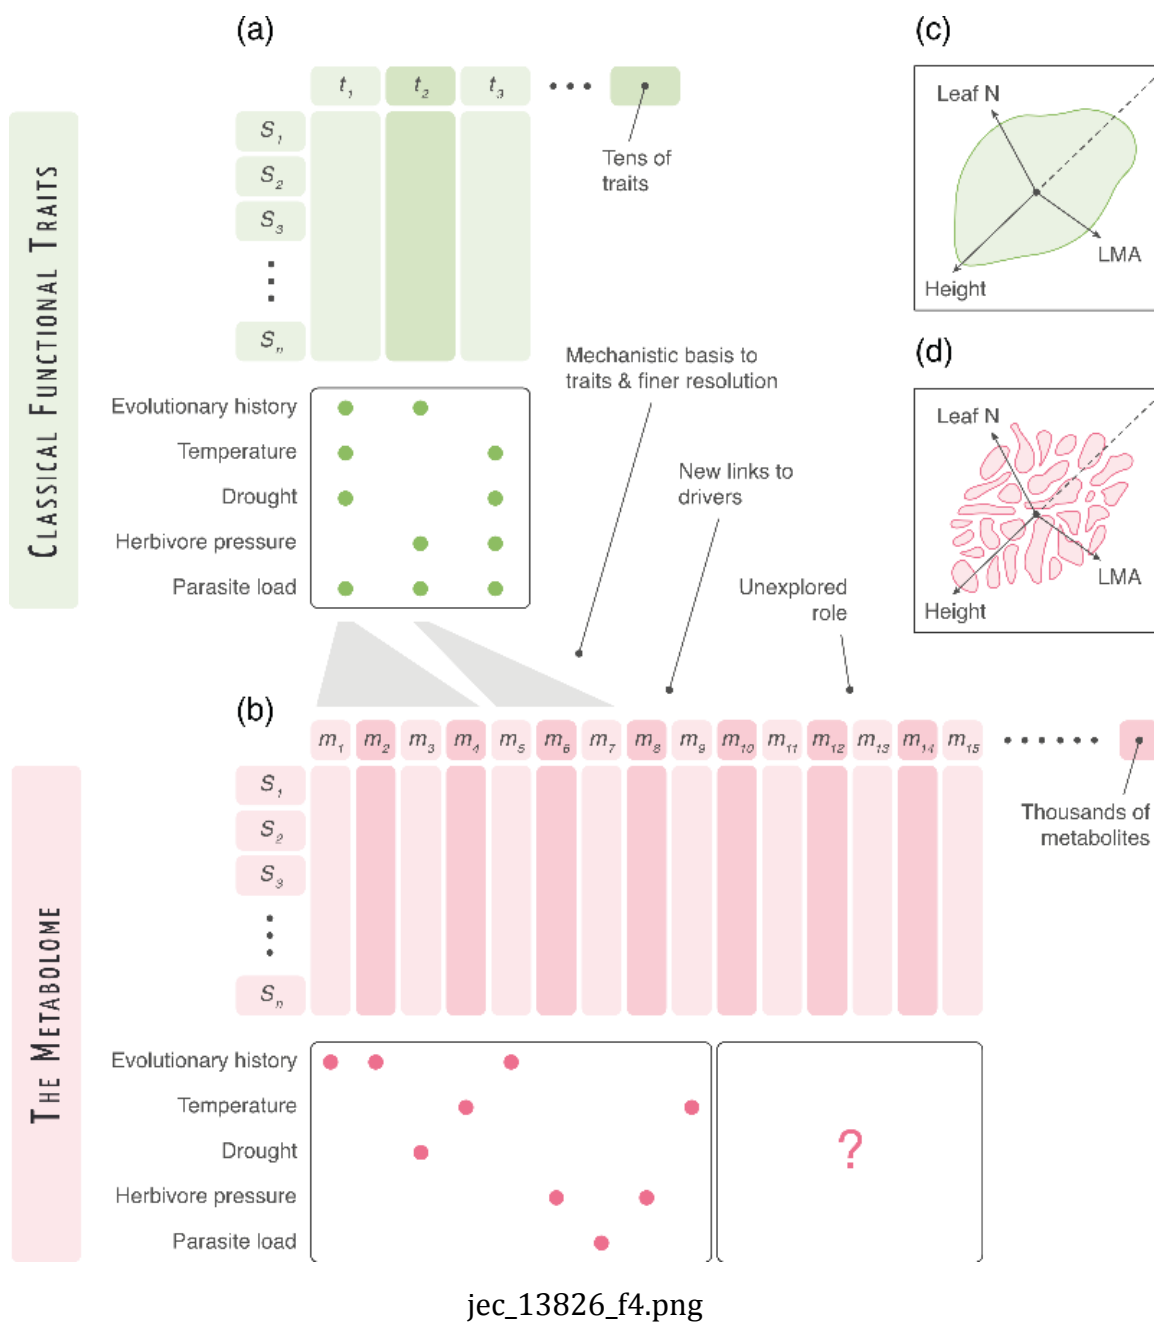 (a)
t1 t2 t3
Tens of
traits
S1
S2
S3
Sn
CLASSICAL FUNCTIONAL TRAITS
Evolutionary history
Temperature
Drought
Herbivore pressure
Parasite load
Mechanistic basis to
traits & finer resolution
New links to
drivers
Unexplored
role
(c)
Leaf N
LMA
Height
(d)
Leaf N
LMA
Height
(b)
m1 m2 m3 m4 m5 m6 m7 m8 m9 m10 m11 m12 m13 m14 m15
Thousands of
metabolites
S1
S2
S3
Sn
THE METABOLOME
Evolutionary history
Temperature
Drought
Herbivore pressure
Parasite load
?
jec_13826_f4.png